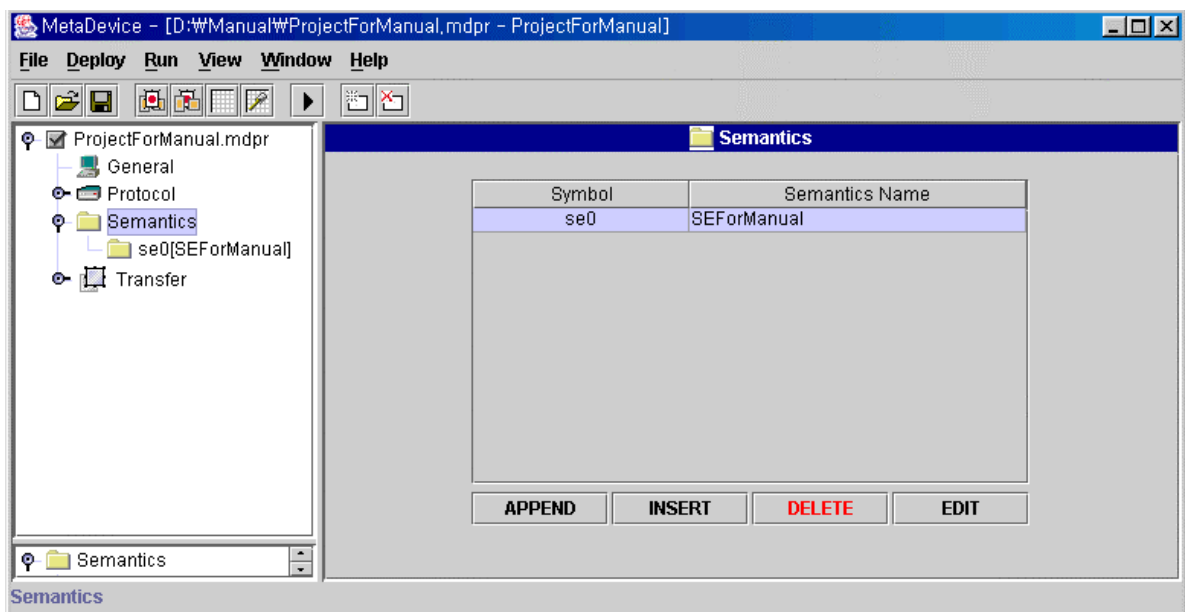 MetaDevice - [D:₩Manual₩ProjectForManual,mdpr - ProjectForManual]
File Deploy Run View Window Help
ProjectForManual.mdpr
General
Protocol
Semantics
se0[SEForManual]
Transfer
Semantics
Semantics
Symbol Semantics Name
se0 SEForManual
APPEND INSERT DELETE EDIT
Semantics